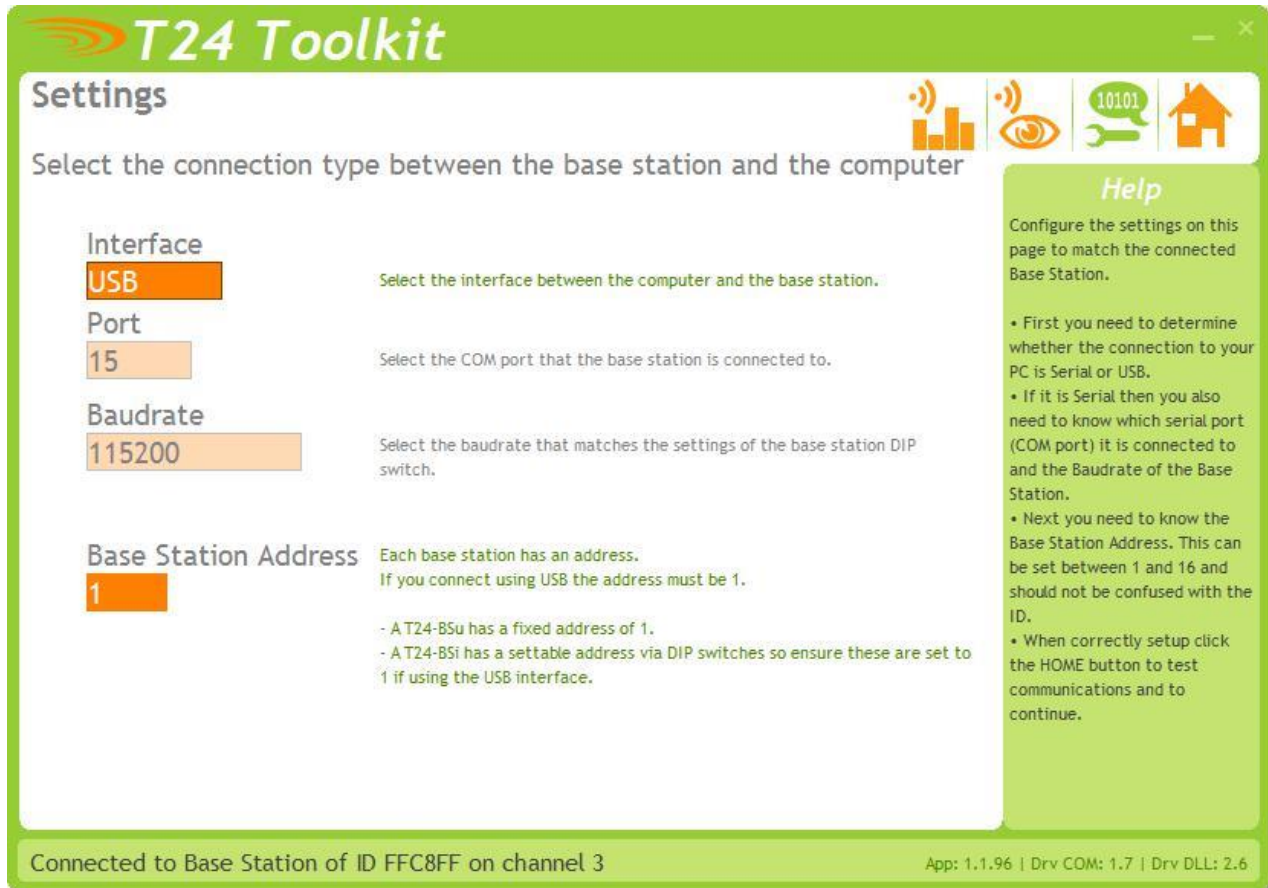 T24 Toolkit
Settings
10101
Select the connection type between the base station and the computer
Interface
USB
Select the interface between the computer and the base station.
Port
15
Select the COM port that the base station is connected to.
Baudrate
115200
Select the baudrate that matches the settings of the base station DIP
switch.
Base Station Address
1
Each base station has an address.
If you connect using USB the address must be 1.
- A T24-BSu has a fixed address of 1.
- A T24-BSi has a settable address via DIP switches so ensure these are set to
1 if using the USB interface.
Help
Configure the settings on this
page to match the connected
Base Station.
• First you need to determine
whether the connection to your
PC is Serial or USB.
• If it is Serial then you also
need to know which serial port
(COM port) it is connected to
and the Baudrate of the Base
Station.
• Next you need to know the
Base Station Address. This can
be set between 1 and 16 and
should not be confused with the
ID.
• When correctly setup click
the HOME button to test
communications and to
continue.
Connected to Base Station of ID FFC8FF on channel 3
App: 1.1.96 | Drv COM: 1.7 | Drv DLL: 2.6